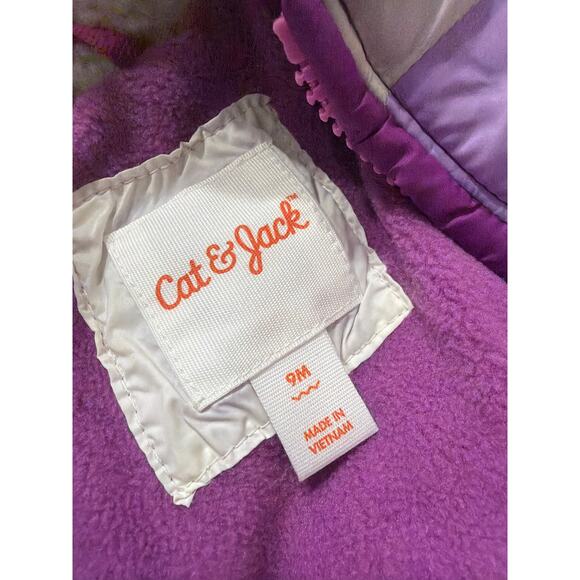 Cat & Jack™
9M
MADE IN
VIETNAM